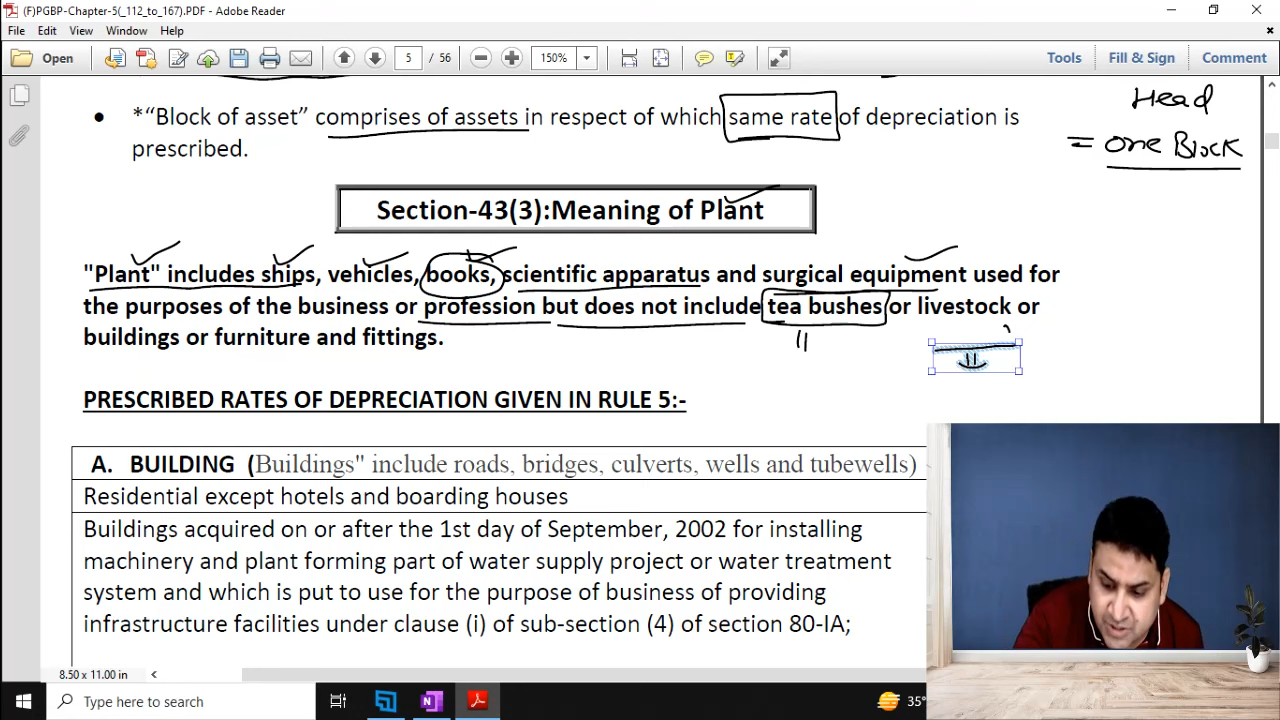 (F)PGBP-Chapter-5(_112_to_167).PDF - Adobe Reader
File Edit View Window Help
Open 5 / 56 150% Tools Fill & Sign Comment
• *“Block of asset” comprises of assets in respect of which same rate of depreciation is
prescribed.
Head
= one Block
Section-43(3):Meaning of Plant
"Plant" includes ships, vehicles, books, scientific apparatus and surgical equipment used for
the purposes of the business or profession but does not include tea bushes or livestock or
buildings or furniture and fittings.
PRESCRIBED RATES OF DEPRECIATION GIVEN IN RULE 5:-
A. BUILDING (Buildings" include roads, bridges, culverts, wells and tubewells)
Residential except hotels and boarding houses
Buildings acquired on or after the 1st day of September, 2002 for installing
machinery and plant forming part of water supply project or water treatment
system and which is put to use for the purpose of business of providing
infrastructure facilities under clause (i) of sub-section (4) of section 80-IA;
8.50 x 11.00 in
Type here to search
35°